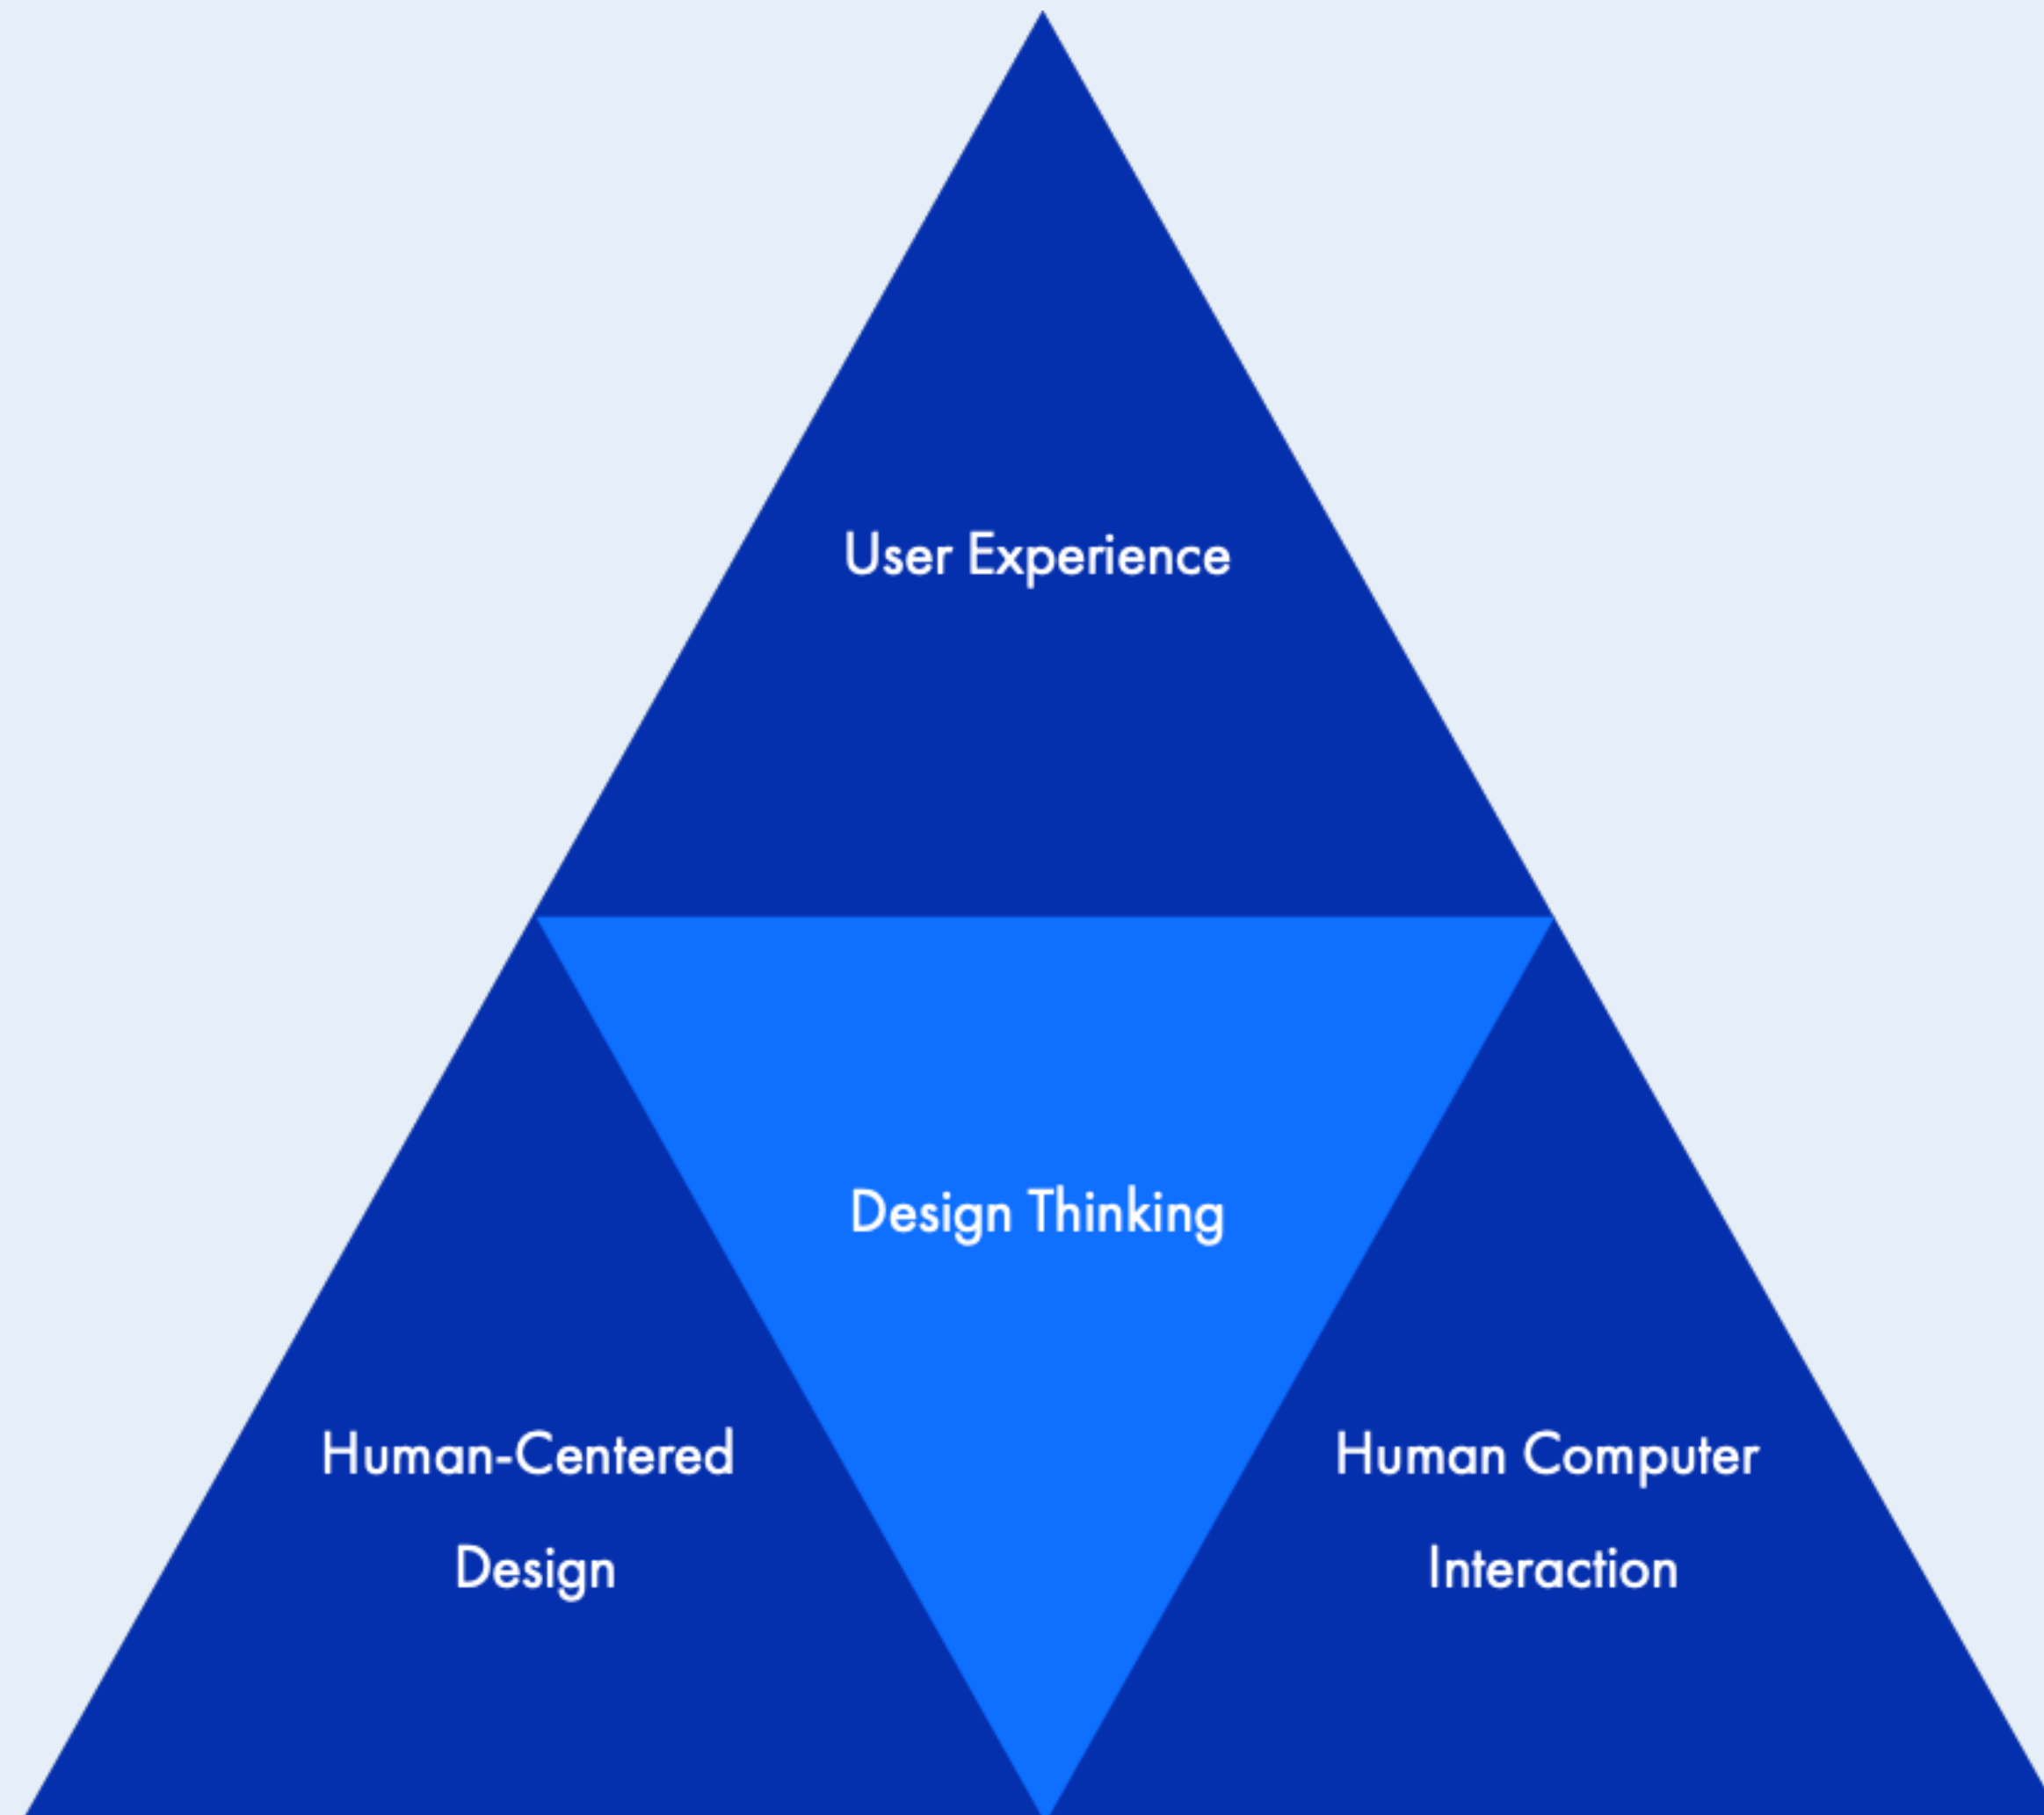 User Experience
Design Thinking
Human-Centered
Design
Human Computer
Interaction